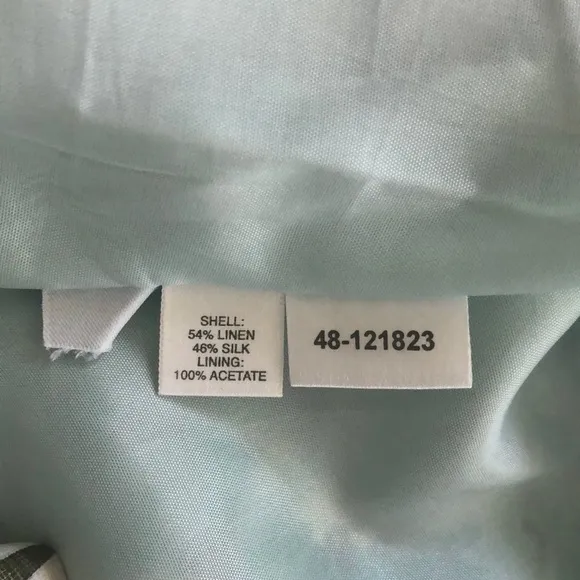 SHELL:
54% LINEN
46% SILK
LINING:
100% ACETATE
48-121823